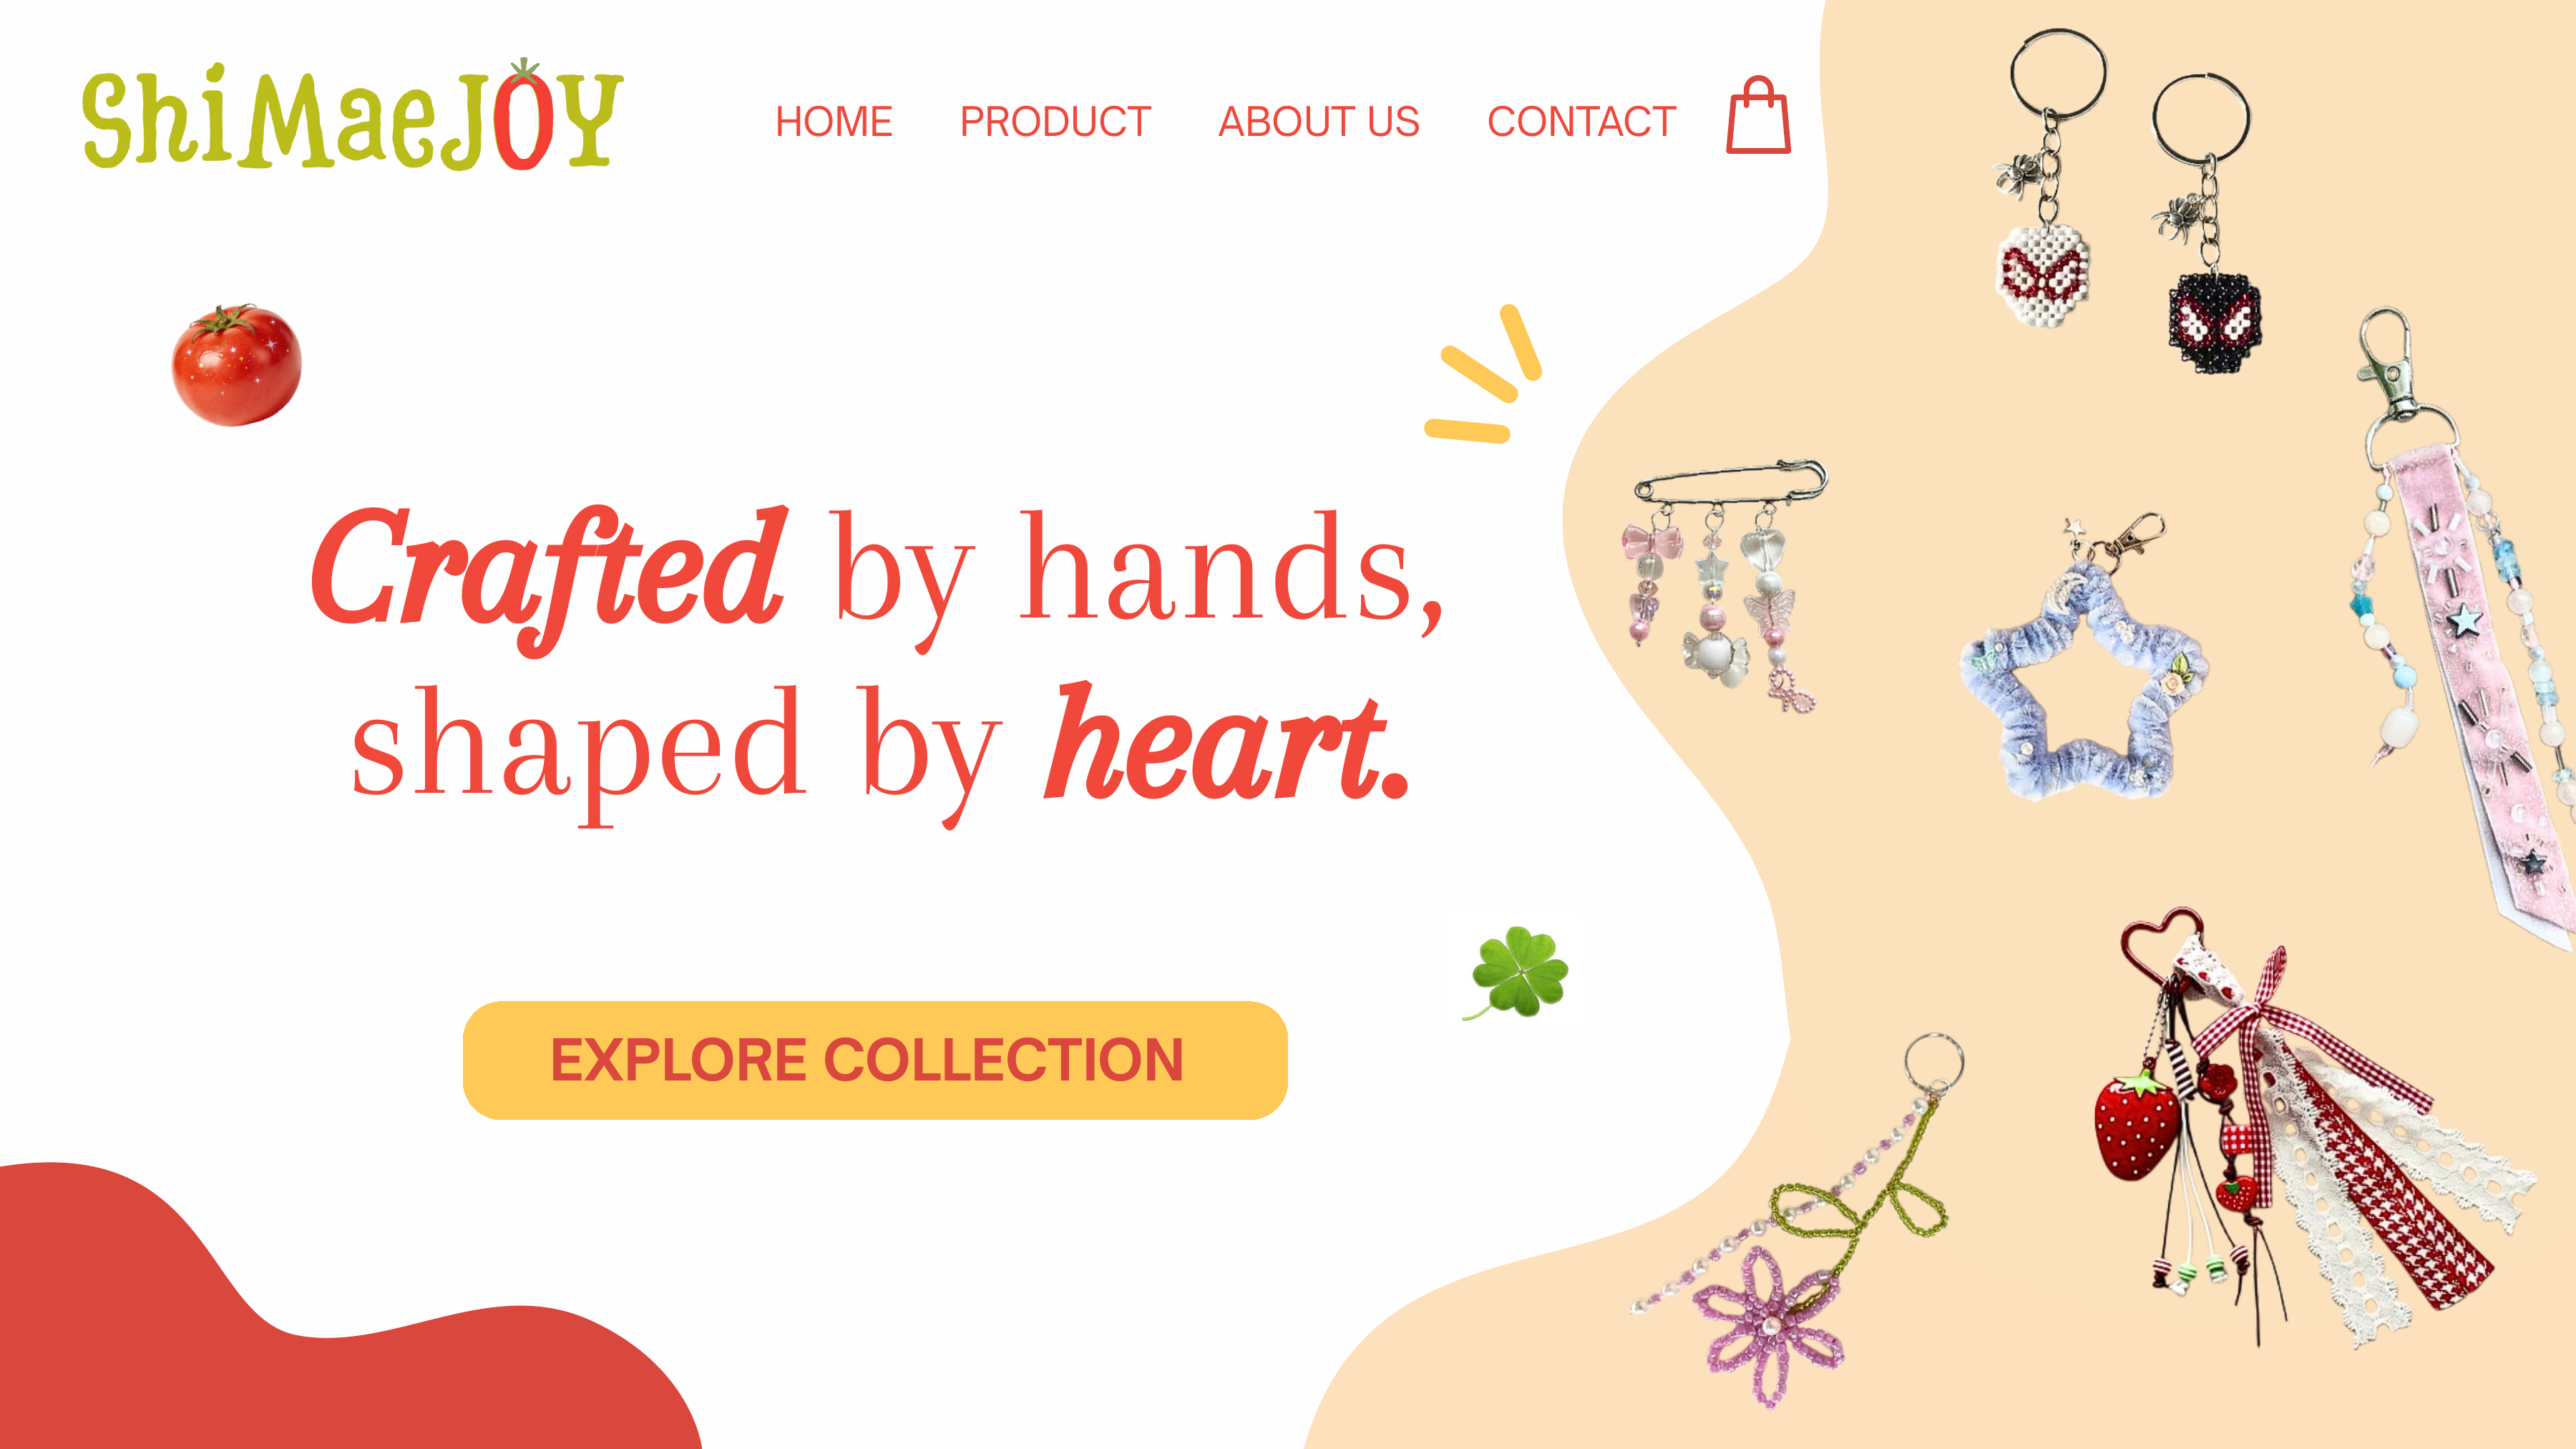 ShiMaeJOY
HOME PRODUCT ABOUT US CONTACT
Crafted by hands,
shaped by heart.
EXPLORE COLLECTION